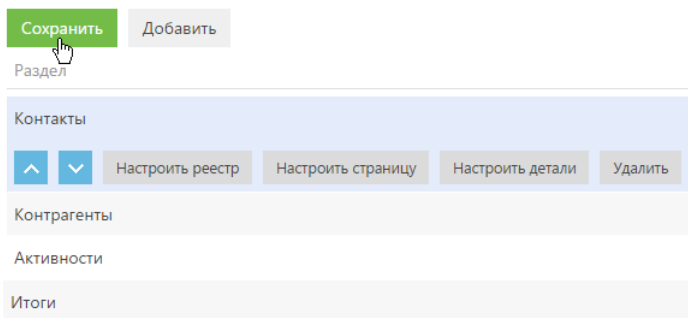 Сохранить Добавить
Раздел
Контакты
Настроить реестр Настроить страницу Настроить детали Удалить
Контрагенты
Активности
Итоги